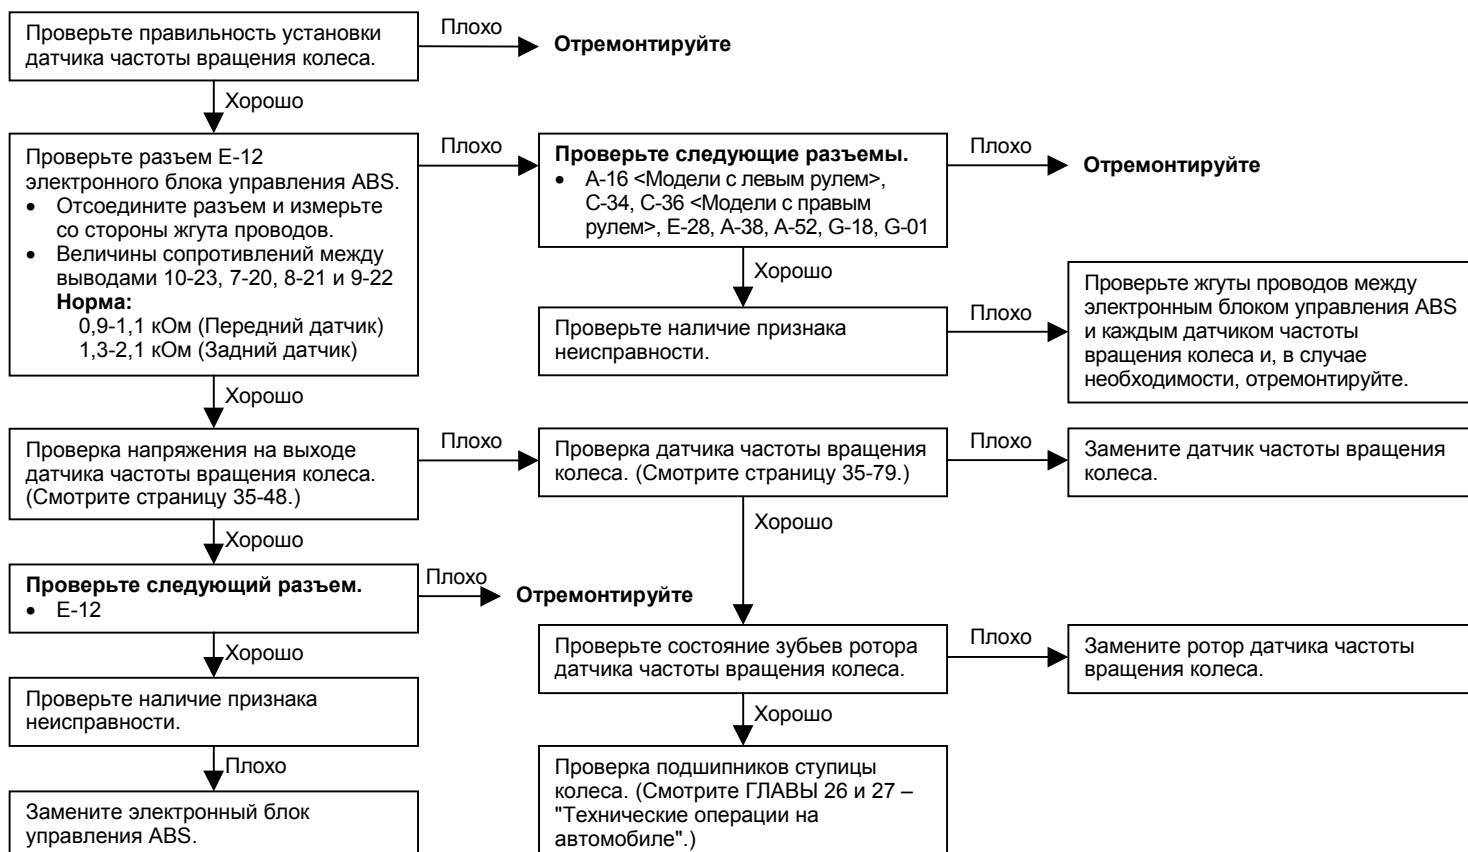 Проверьте правильность установки
датчика частоты вращения колеса.
Плохо
Отремонтируйте
Хорошо
Проверьте разъем E-12
электронного блока управления ABS.
• Отсоедините разъем и измерьте
со стороны жгута проводов.
• Величины сопротивлений между
выводами 10-23, 7-20, 8-21 и 9-22
Норма:
0,9-1,1 кОм (Передний датчик)
1,3-2,1 кОм (Задний датчик)
Плохо
Проверьте следующие разъемы.
• A-16 <Модели с левым рулем>,
C-34, C-36 <Модели с правым
рулем>, E-28, A-38, A-52, G-18, G-01
Плохо
Отремонтируйте
Хорошо
Проверьте наличие признака
неисправности.
Плохо
Проверьте жгуты проводов между
электронным блоком управления ABS
и каждым датчиком частоты
вращения колеса и, в случае
необходимости, отремонтируйте.
Хорошо
Проверка напряжения на выходе
датчика частоты вращения колеса.
(Смотрите страницу 35-48.)
Плохо
Проверка датчика частоты вращения
колеса. (Смотрите страницу 35-79.)
Плохо
Замените датчик частоты вращения
колеса.
Хорошо
Хорошо
Проверьте следующий разъем.
• E-12
Плохо
Отремонтируйте
Хорошо
Проверьте состояние зубьев ротора
датчика частоты вращения колеса.
Плохо
Замените ротор датчика частоты
вращения колеса.
Проверьте наличие признака
неисправности.
Хорошо
Плохо
Проверка подшипников ступицы
колеса. (Смотрите ГЛАВЫ 26 и 27 –
"Технические операции на
автомобиле".)
Замените электронный блок
управления ABS.